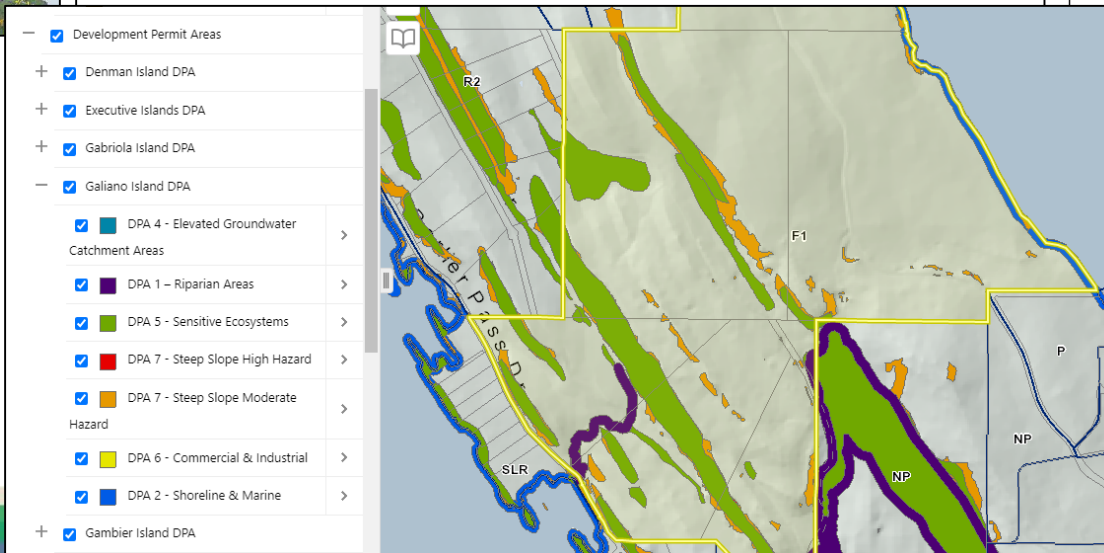 Development Permit Areas
Denman Island DPA
Executive Islands DPA
Gabriola Island DPA
Galiano Island DPA
DPA 4 - Elevated Groundwater
Catchment Areas
DPA 1 – Riparian Areas
DPA 5 - Sensitive Ecosystems
DPA 7 - Steep Slope High Hazard
DPA 7 - Steep Slope Moderate
Hazard
DPA 6 - Commercial & Industrial
DPA 2 - Shoreline & Marine
Gambier Island DPA
R2
F1
Porlier Pass Dr
P
NP
SLR
NP